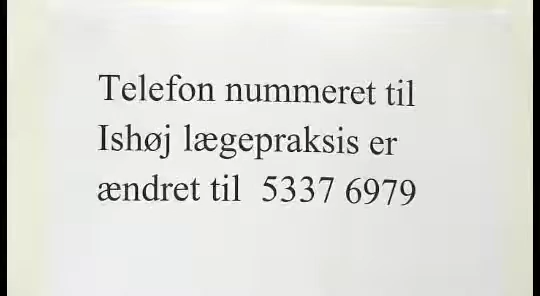 Telefon nummeret til
Ishøj lægepraksis er
ændret til  5337 6979